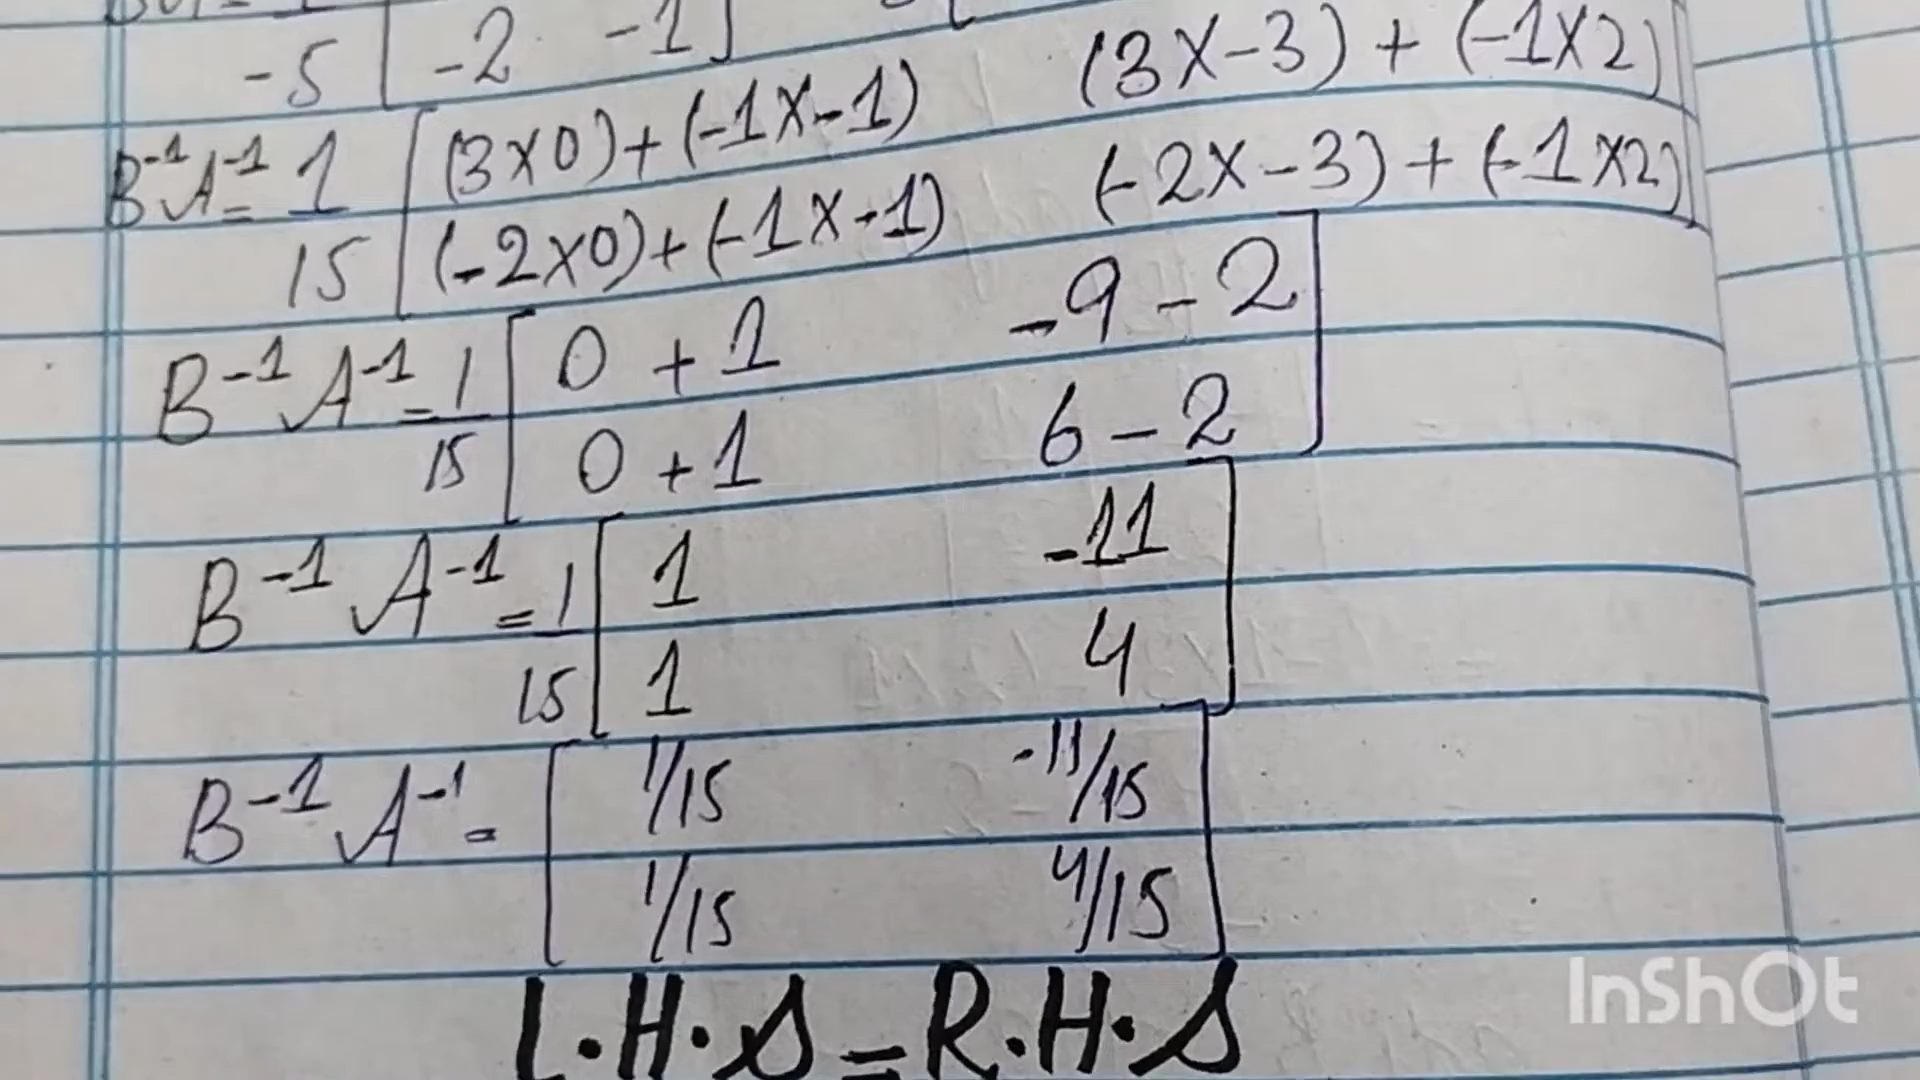 -5 [ -2 -1 ]
(3x-3) + (-1x2)
B⁻¹A⁻¹ = 1 [ (3x0)+(-1x-1)
15 (-2x0)+(-1x-1) (-2x-3)+(-1x2)
B⁻¹A⁻¹ = 1/15 [ 0 + 1 -9 - 2 ]
0 + 1 6 - 2
B⁻¹A⁻¹ = 1/15 [ 1 -11 ]
1 4
B⁻¹A⁻¹ = [ 1/15 -11/15 ]
1/15 4/15
L.H.S = R.H.S
InShOt